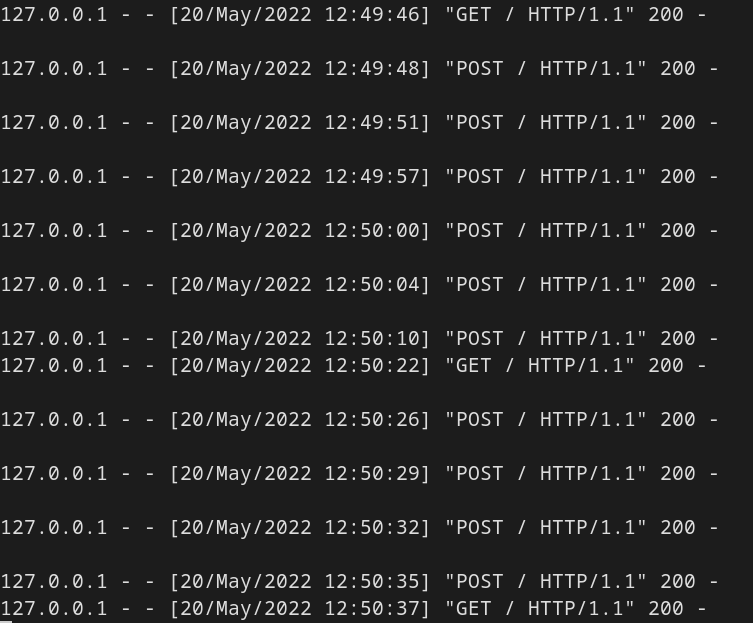 127.0.0.1 - - [20/May/2022 12:49:46] "GET / HTTP/1.1" 200 -
127.0.0.1 - - [20/May/2022 12:49:48] "POST / HTTP/1.1" 200 -
127.0.0.1 - - [20/May/2022 12:49:51] "POST / HTTP/1.1" 200 -
127.0.0.1 - - [20/May/2022 12:49:57] "POST / HTTP/1.1" 200 -
127.0.0.1 - - [20/May/2022 12:50:00] "POST / HTTP/1.1" 200 -
127.0.0.1 - - [20/May/2022 12:50:04] "POST / HTTP/1.1" 200 -
127.0.0.1 - - [20/May/2022 12:50:10] "POST / HTTP/1.1" 200 -
127.0.0.1 - - [20/May/2022 12:50:22] "GET / HTTP/1.1" 200 -
127.0.0.1 - - [20/May/2022 12:50:26] "POST / HTTP/1.1" 200 -
127.0.0.1 - - [20/May/2022 12:50:29] "POST / HTTP/1.1" 200 -
127.0.0.1 - - [20/May/2022 12:50:32] "POST / HTTP/1.1" 200 -
127.0.0.1 - - [20/May/2022 12:50:35] "POST / HTTP/1.1" 200 -
127.0.0.1 - - [20/May/2022 12:50:37] "GET / HTTP/1.1" 200 -